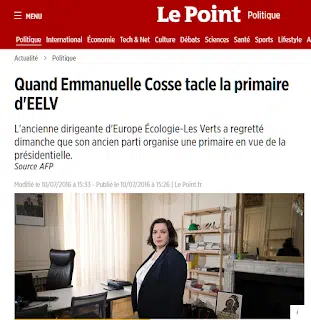 MENU
Le Point
Politique
Politique International Économie Tech & Net Culture Débats Sciences Santé Sports Lifestyle A
Actualité > Politique
Quand Emmanuelle Cosse tacle la primaire
d'EELV
L'ancienne dirigeante d'Europe Écologie-Les Verts a regretté
dimanche que son ancien parti organise une primaire en vue de la
présidentielle.
Source AFP
Modifié le 10/07/2016 à 15:33 - Publié le 10/07/2016 à 15:26 | Le Point.fr
i